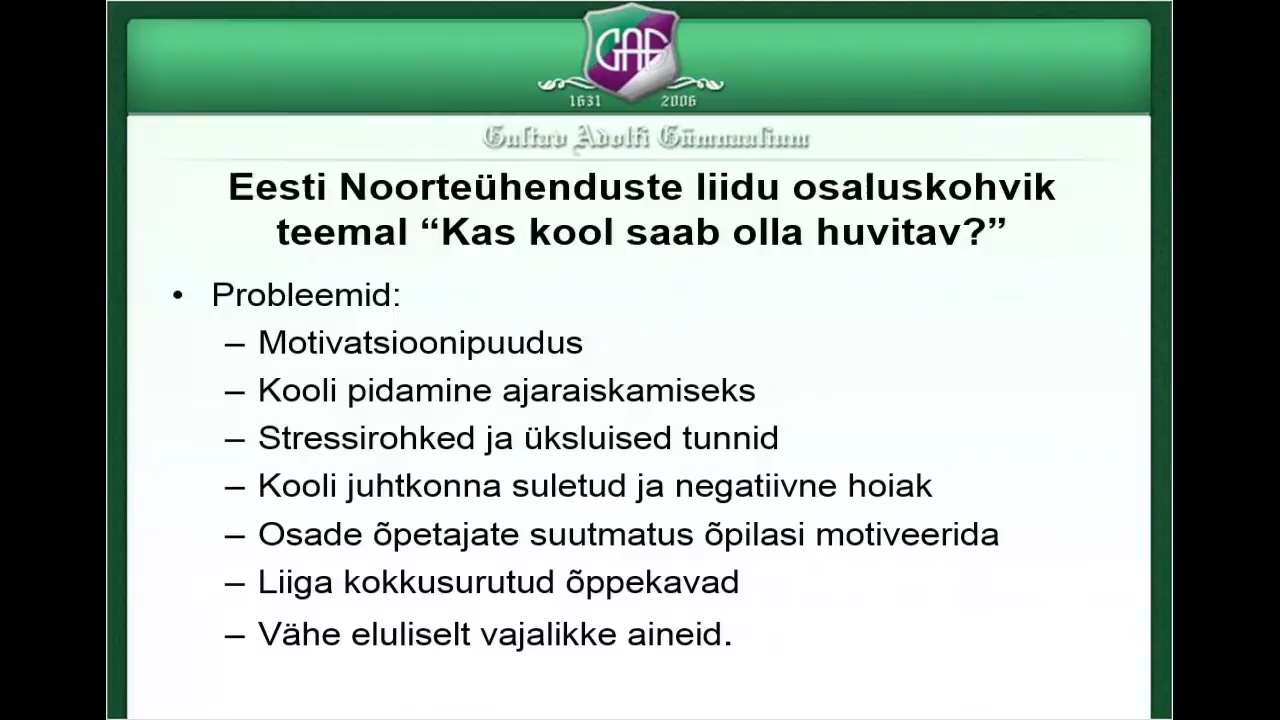 GAG
1631 2006
Gustav Adolfi Gümnaasium
Eesti Noorteühenduste liidu osaluskohvik
teemal “Kas kool saab olla huvitav?”
• Probleemid:
– Motivatsioonipuudus
– Kooli pidamine ajaraiskamiseks
– Stressirohked ja üksluised tunnid
– Kooli juhtkonna suletud ja negatiivne hoiak
– Osade õpetajate suutmatus õpilasi motiveerida
– Liiga kokkusurutud õppekavad
– Vähe eluliselt vajalikke aineid.